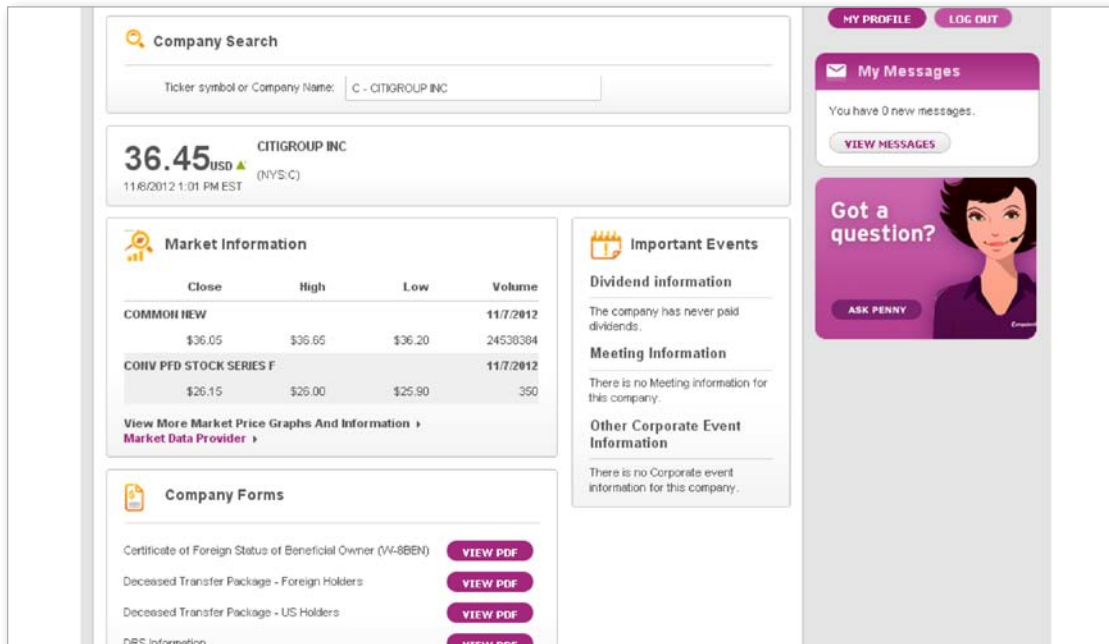 MY PROFILE LOG OUT
Company Search
Ticker symbol or Company Name: C - CITIGROUP INC
36.45 USD
CITIGROUP INC
(NYS:C)
11/8/2012 1:01 PM EST
Market Information
Close High Low Volume
COMMON NEW 11/7/2012
$36.05 $36.65 $36.20 24538384
CONV PFD STOCK SERIES F 11/7/2012
$26.15 $26.00 $25.90 350
View More Market Price Graphs And Information
Market Data Provider
Company Forms
Certificate of Foreign Status of Beneficial Owner (W-8BEN) VIEW PDF
Deceased Transfer Package - Foreign Holders VIEW PDF
Deceased Transfer Package - US Holders VIEW PDF
DRS Information VIEW PDF
Important Events
Dividend information
The company has never paid
dividends.
Meeting Information
There is no Meeting information for
this company.
Other Corporate Event
Information
There is no Corporate event
information for this company.
My Messages
You have 0 new messages.
VIEW MESSAGES
Got a
question?
ASK PENNY